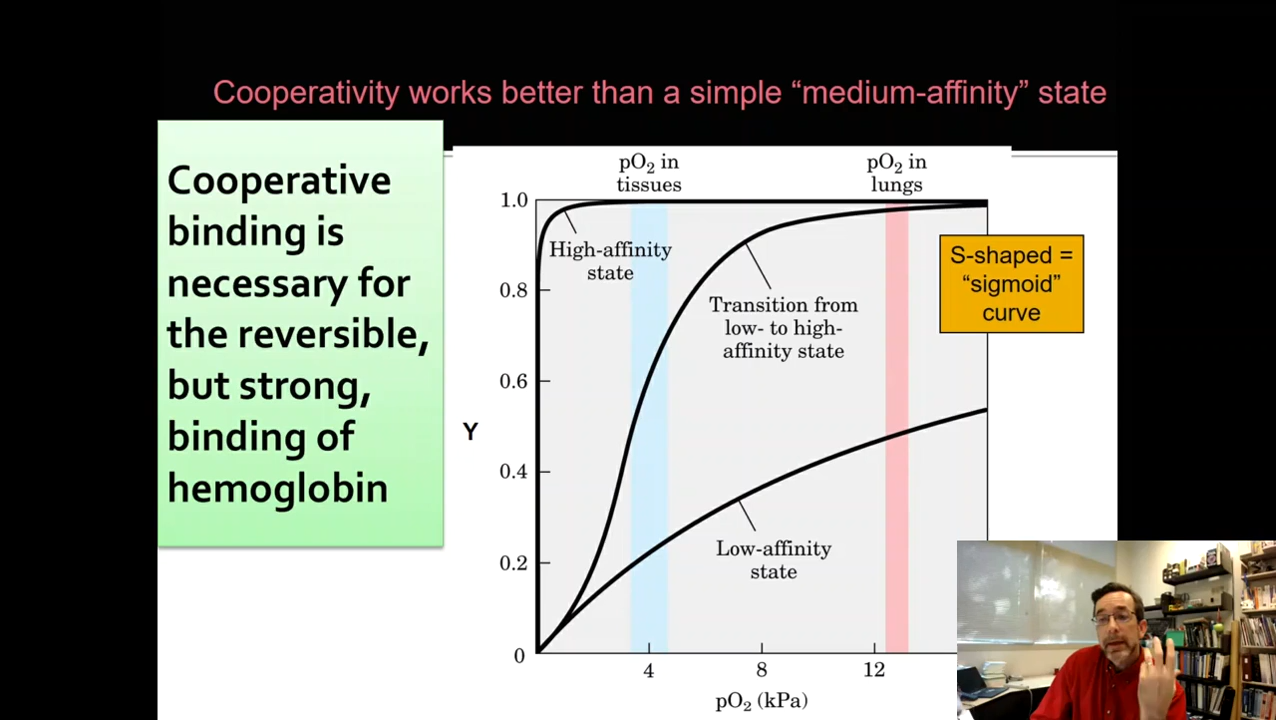 Cooperativity works better than a simple “medium-affinity” state
Cooperative
binding is
necessary for
the reversible,
but strong,
binding of
hemoglobin
pO₂ in
tissues
pO₂ in
lungs
1.0
0.8
0.6
0.4
0.2
0
Y
High-affinity
state
Transition from
low- to high-
affinity state
Low-affinity
state
S-shaped =
“sigmoid”
curve
4
8
12
pO₂ (kPa)